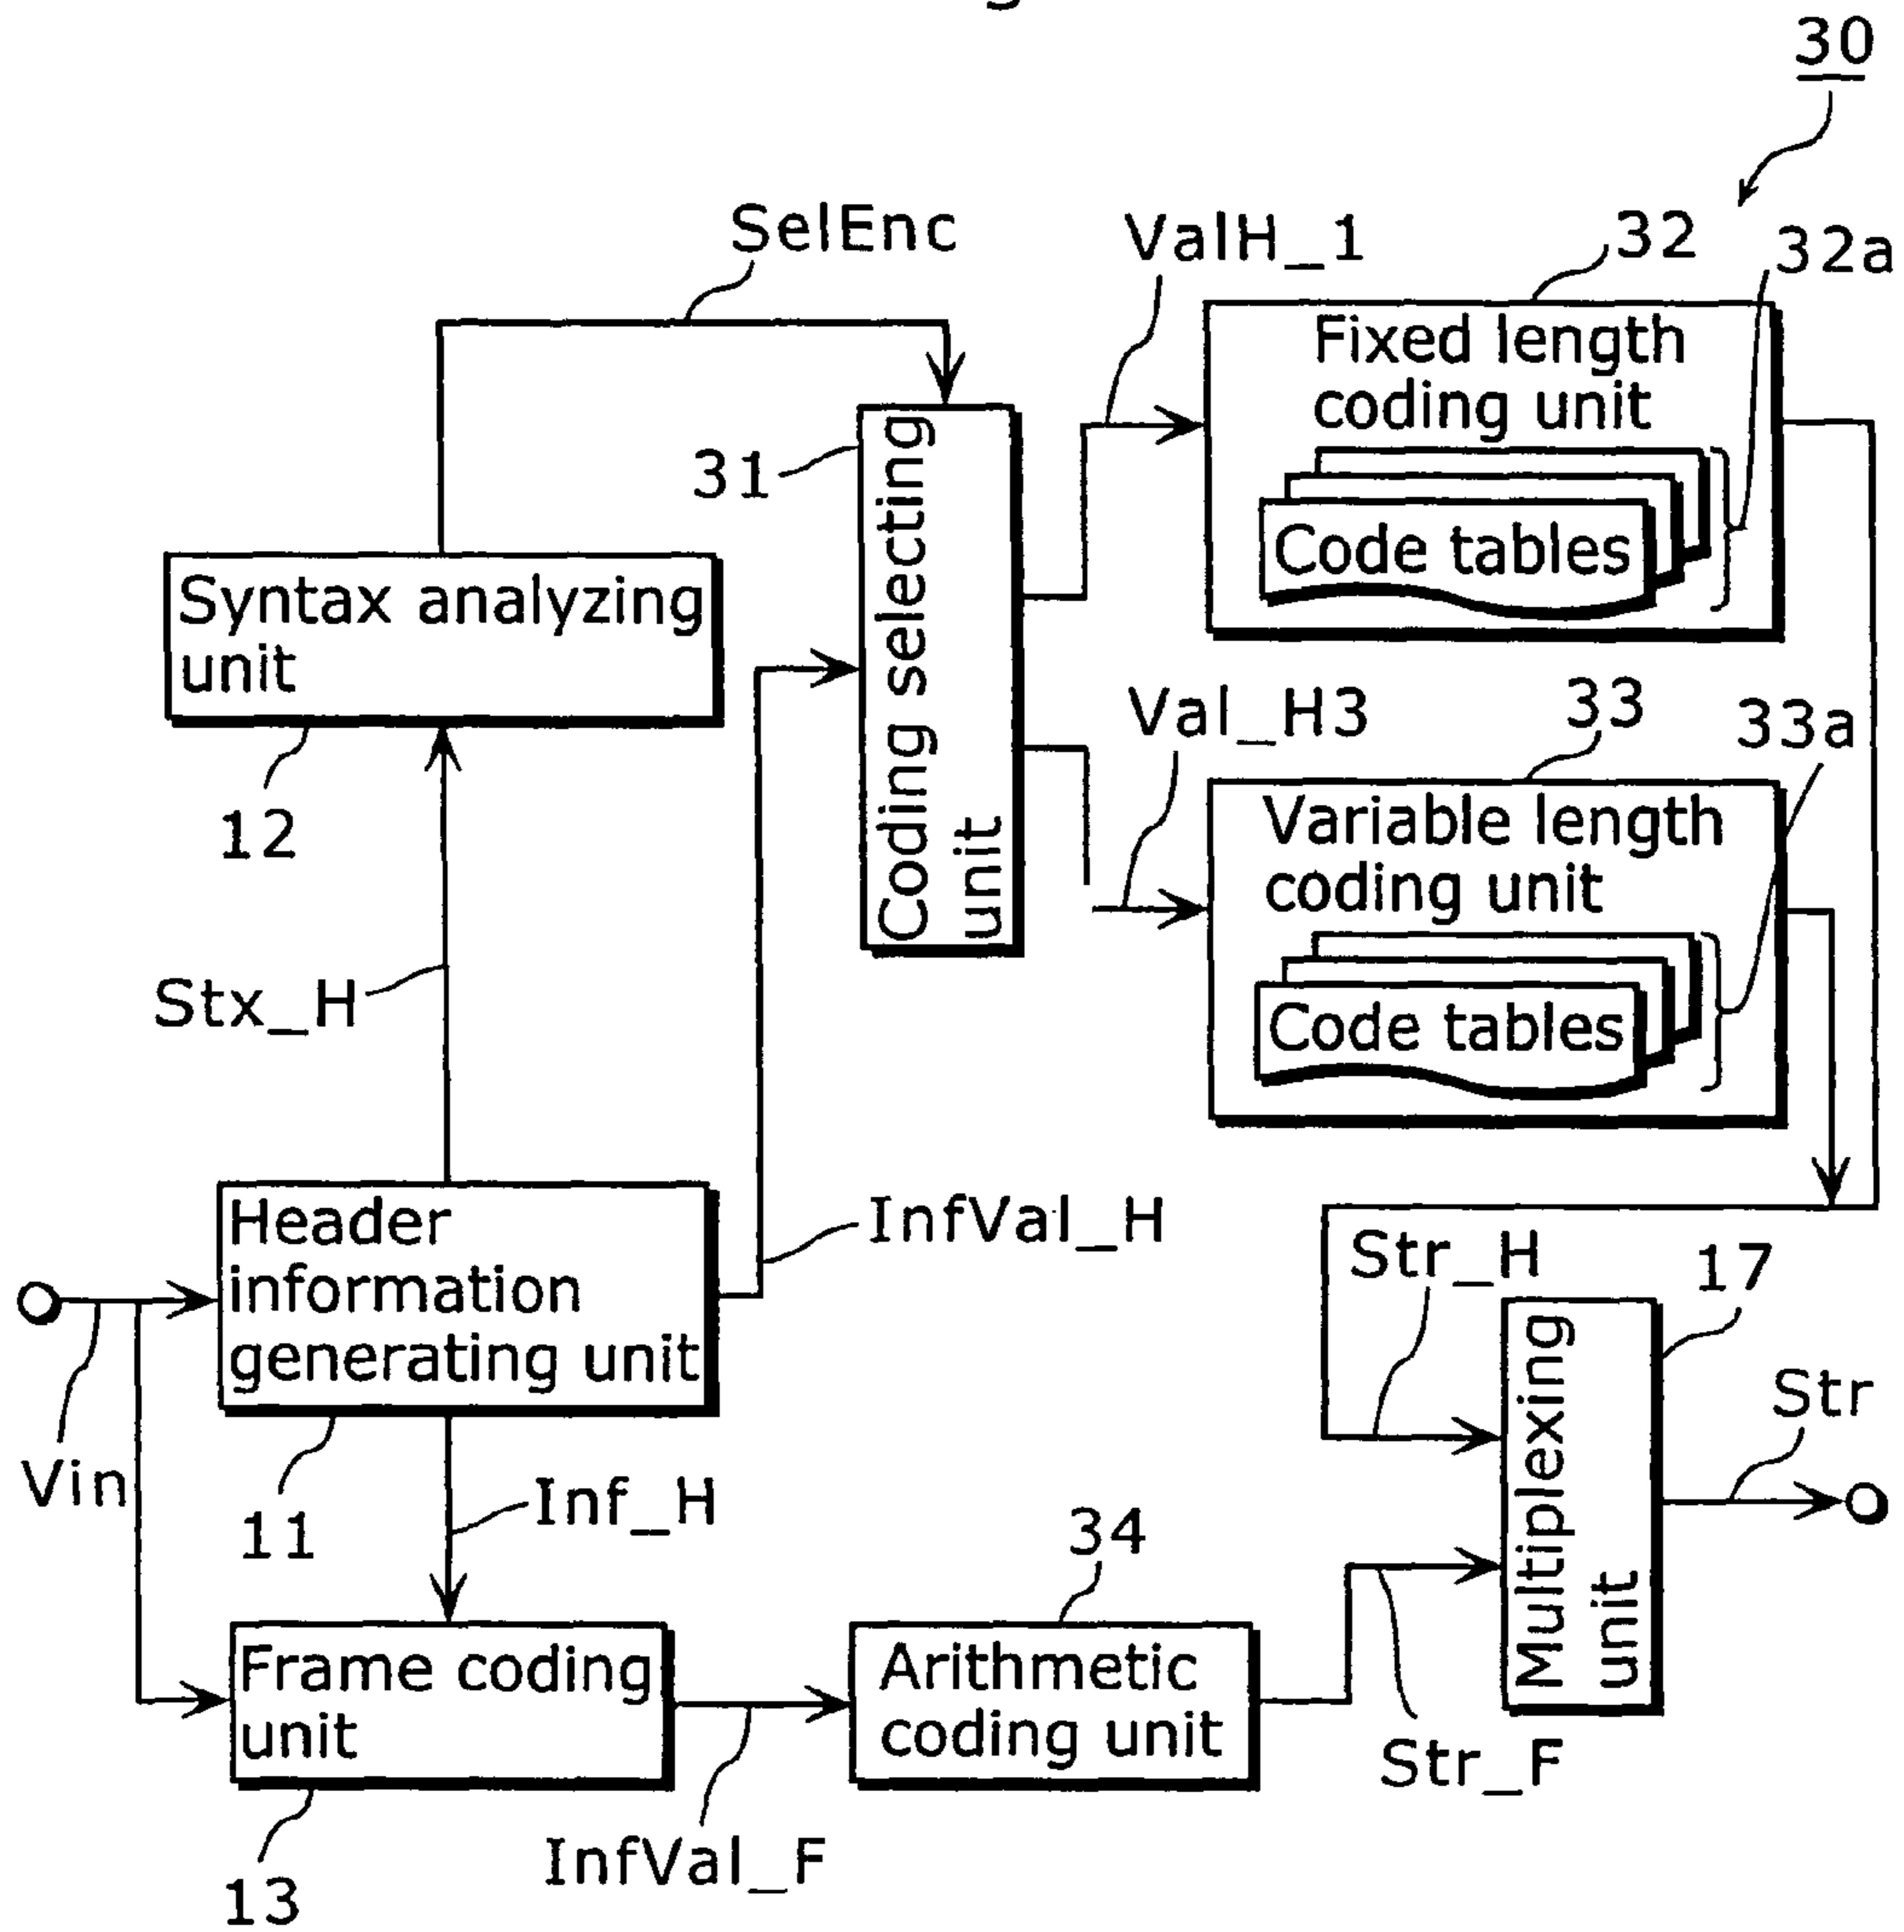 30
SelEnc
ValH_1
32
32a
Fixed length
coding unit
Code tables
31
Coding selecting
unit
Syntax analyzing
unit
12
Val_H3
33
33a
Variable length
coding unit
Code tables
Stx_H
Header
information
generating unit
InfVal_H
Str_H
17
Multiplexing
unit
Str
Vin
11
Inf_H
34
Frame coding
unit
Arithmetic
coding unit
Str_F
13
InfVal_F